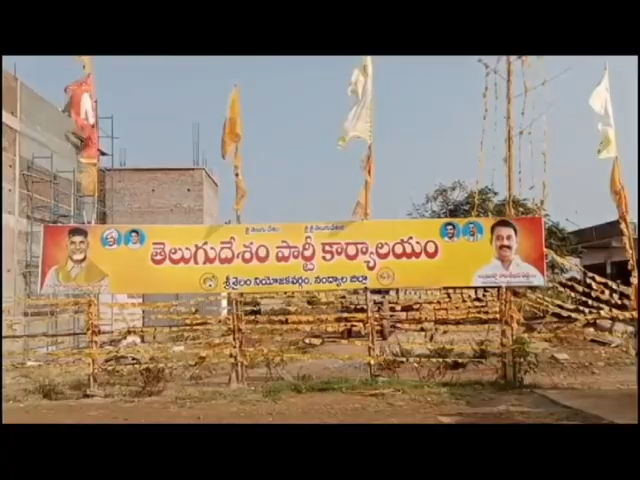 తెలుగుదేశం పార్టీ కార్యాలయం
శ్రీశైలం నియోజకవర్గం, నంద్యాల జిల్లా